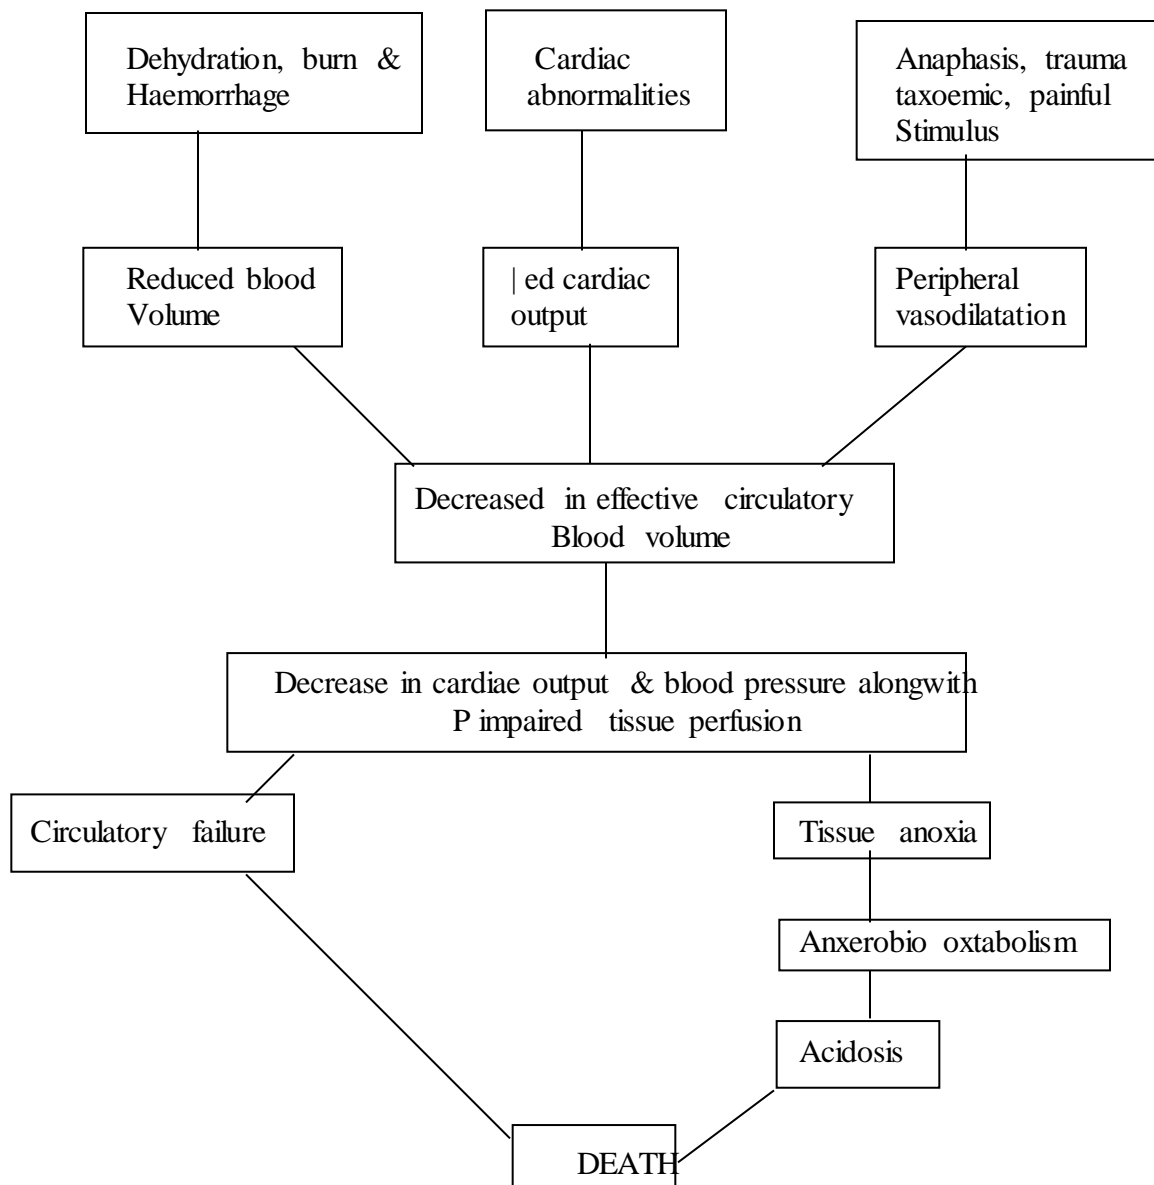 Dehydration, burn &
Haemorrhage
Cardiac
abnormalities
Anaphasis, trauma
taxoemic, painful
Stimulus
Reduced blood
Volume
| ed cardiac
output
Peripheral
vasodilatation
Decreased in effective circulatory
Blood volume
Decrease in cardiae output & blood pressure alongwith
P impaired tissue perfusion
Circulatory failure
Tissue anoxia
Anxerobio oxtabolism
Acidosis
DEATH